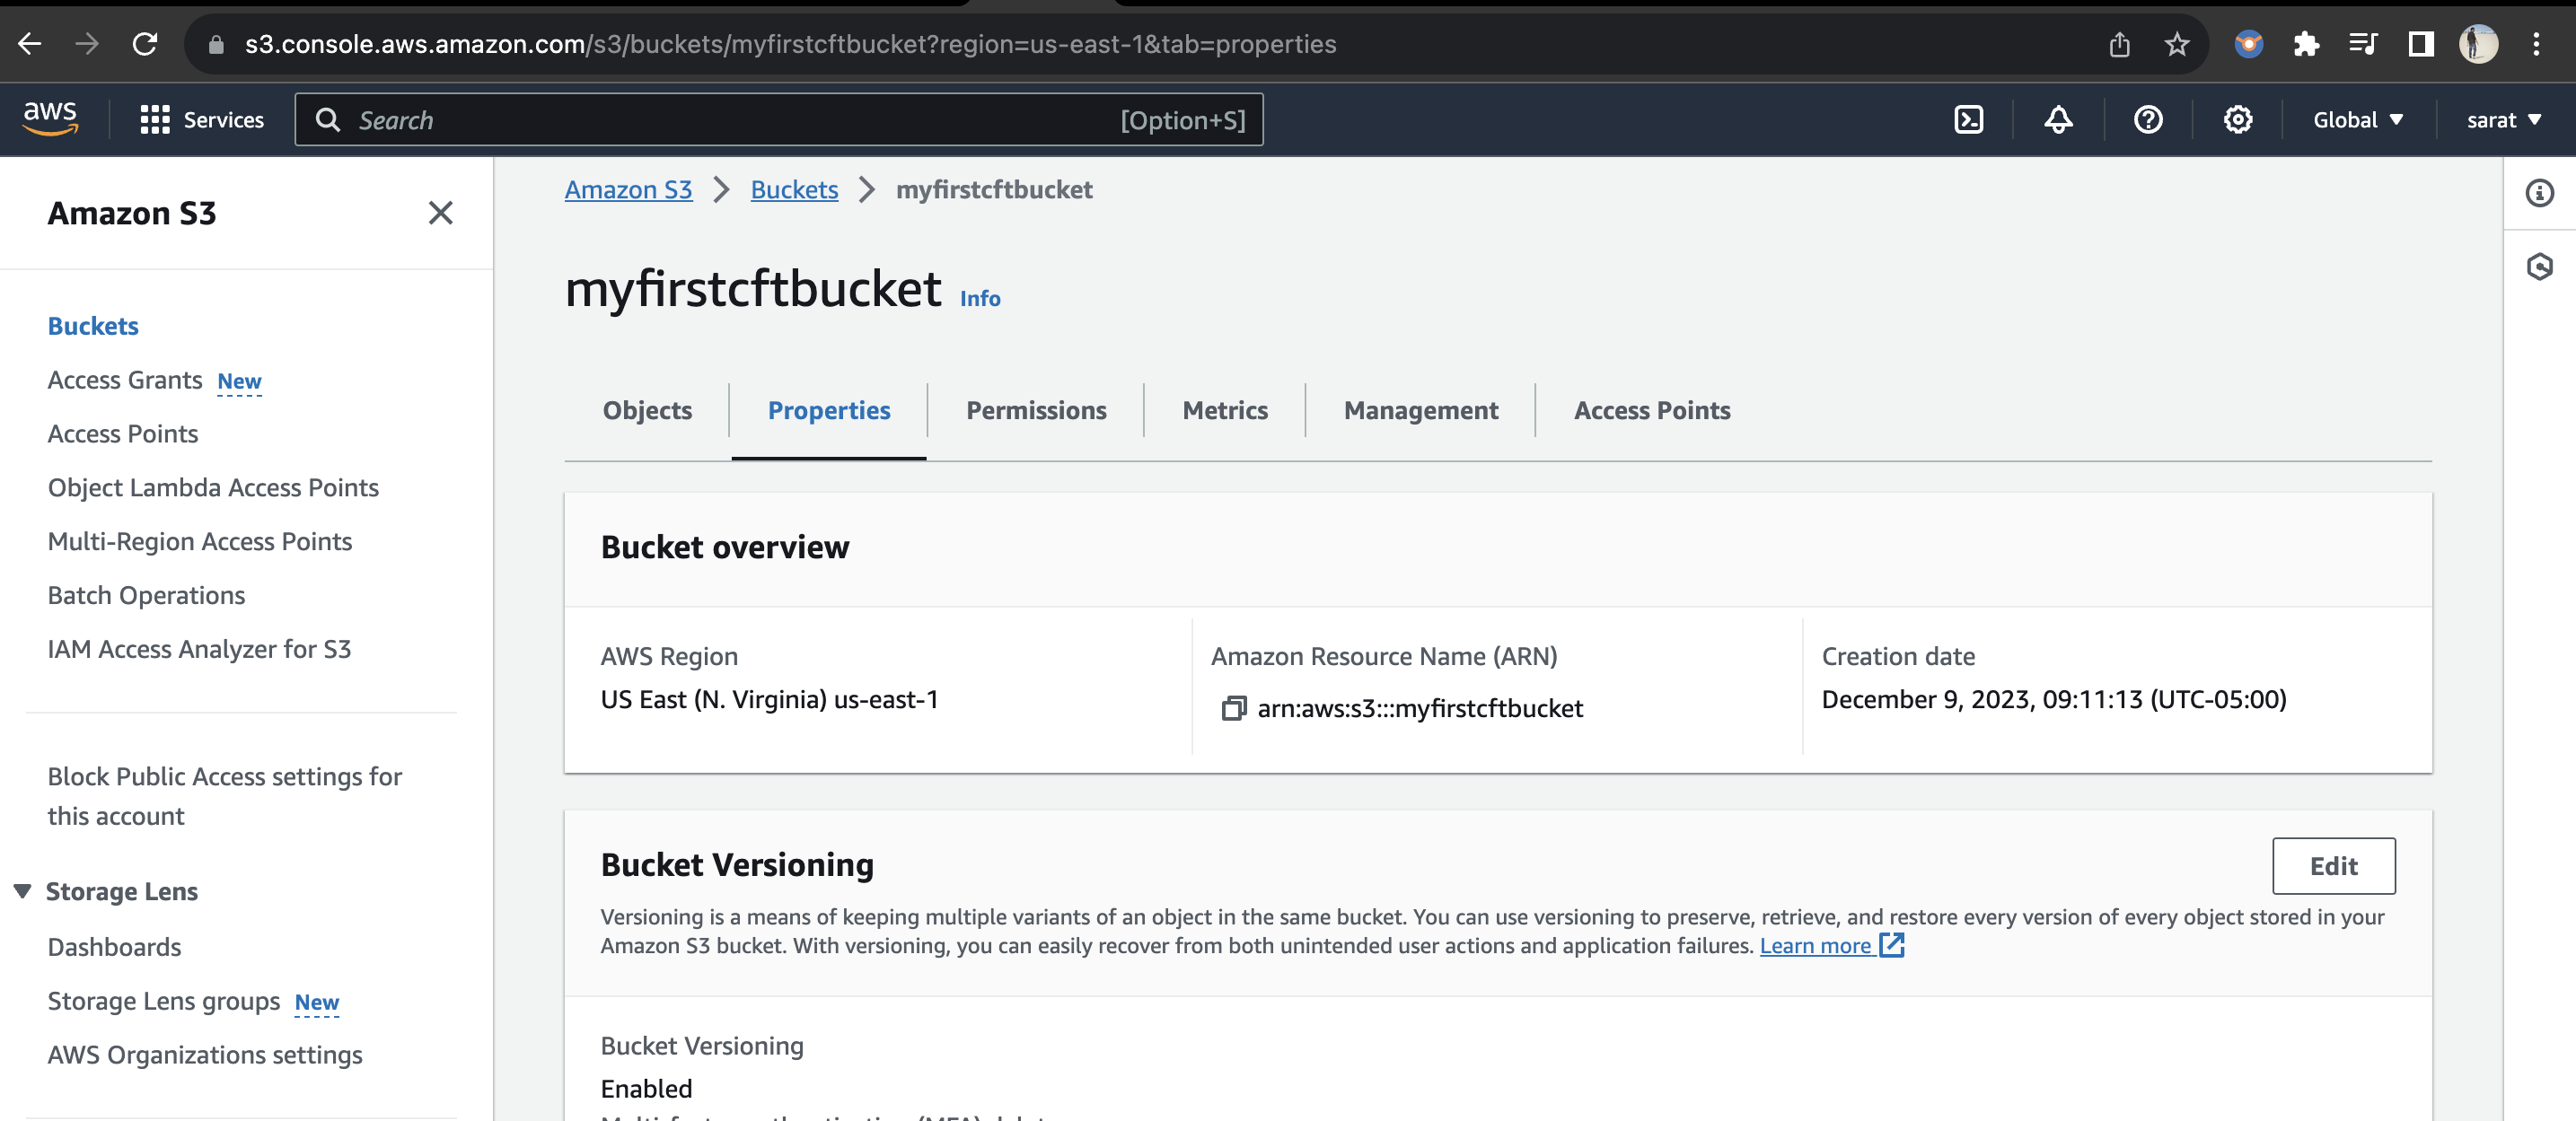 s3.console.aws.amazon.com/s3/buckets/myfirstcftbucket?region=us-east-1&tab=properties
aws
Services
Search
[Option+S]
Global
sarat
Amazon S3
Buckets
Access Grants New
Access Points
Object Lambda Access Points
Multi-Region Access Points
Batch Operations
IAM Access Analyzer for S3
Block Public Access settings for
this account
Storage Lens
Dashboards
Storage Lens groups New
AWS Organizations settings
Amazon S3 > Buckets > myfirstcftbucket
myfirstcftbucket Info
Objects
Properties
Permissions
Metrics
Management
Access Points
Bucket overview
AWS Region
US East (N. Virginia) us-east-1
Amazon Resource Name (ARN)
arn:aws:s3:::myfirstcftbucket
Creation date
December 9, 2023, 09:11:13 (UTC-05:00)
Bucket Versioning
Edit
Versioning is a means of keeping multiple variants of an object in the same bucket. You can use versioning to preserve, retrieve, and restore every version of every object stored in your
Amazon S3 bucket. With versioning, you can easily recover from both unintended user actions and application failures. Learn more
Bucket Versioning
Enabled